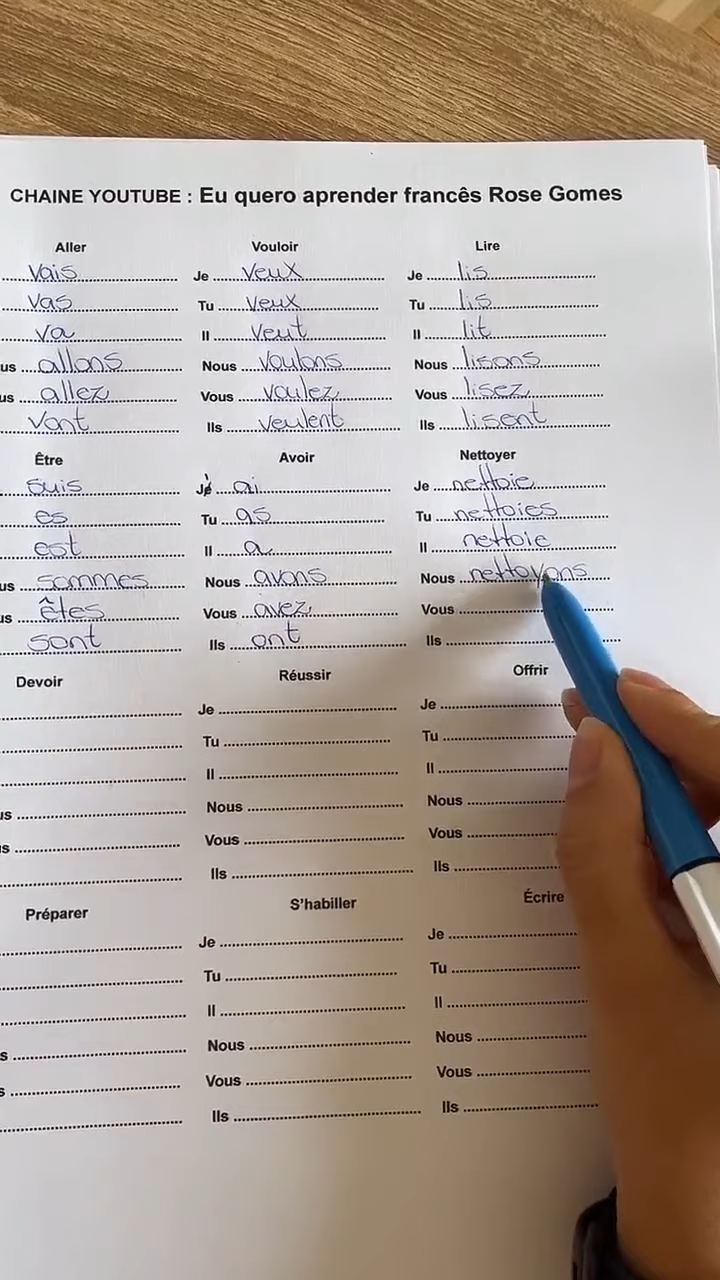 CHAINE YOUTUBE : Eu quero aprender francês Rose Gomes
Aller Vouloir Lire
vais Je veux Je lis
vas Tu veux Tu lis
va Il veut Il lit
us allons Nous voulons Nous lisons
us allez Vous voulez Vous lisez
vont Ils veulent Ils lisent
Être Avoir Nettoyer
suis J' ai Je nettoie
es Tu as Tu nettoies
est Il a Il nettoie
us sommes Nous avons Nous nettoyons
us êtes Vous avez Vous
sont Ils ont Ils
Devoir Réussir Offrir
Je Je
Tu Tu
Il Il
us Nous Nous
s Vous Vous
Ils Ils
Préparer S'habiller Écrire
Je Je
Tu Tu
Il Il
s Nous Nous
s Vous Vous
Ils Ils